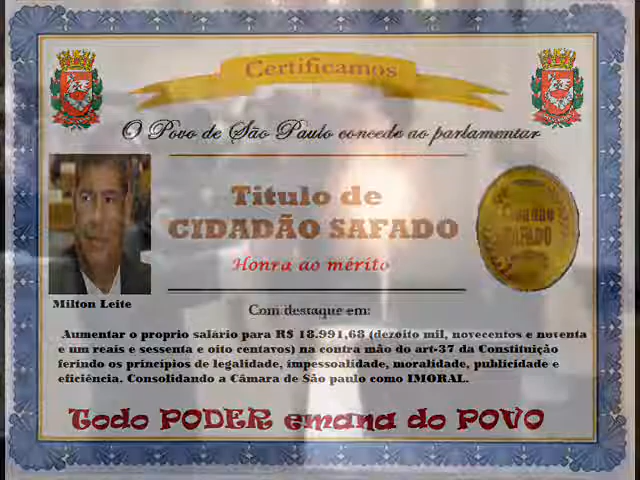 Certificamos
O Povo de São Paulo concede ao parlamentar
Titulo de
CIDADÃO SAFADO
Honra ao mérito
CIDADÃO
SAFADO
Milton Leite
Com destaque em:
Aumentar o proprio salário para R$ 18.991,68 (dezoito mil, novecentos e noventa
e um reais e sessenta e oito centavos) na contra mão do art-37 da Constituição
ferindo os princípios de legalidade, impessoalidade, moralidade, publicidade e
eficiência. Consolidando a Câmara de São paulo como IMORAL.
Todo PODER emana do POVO